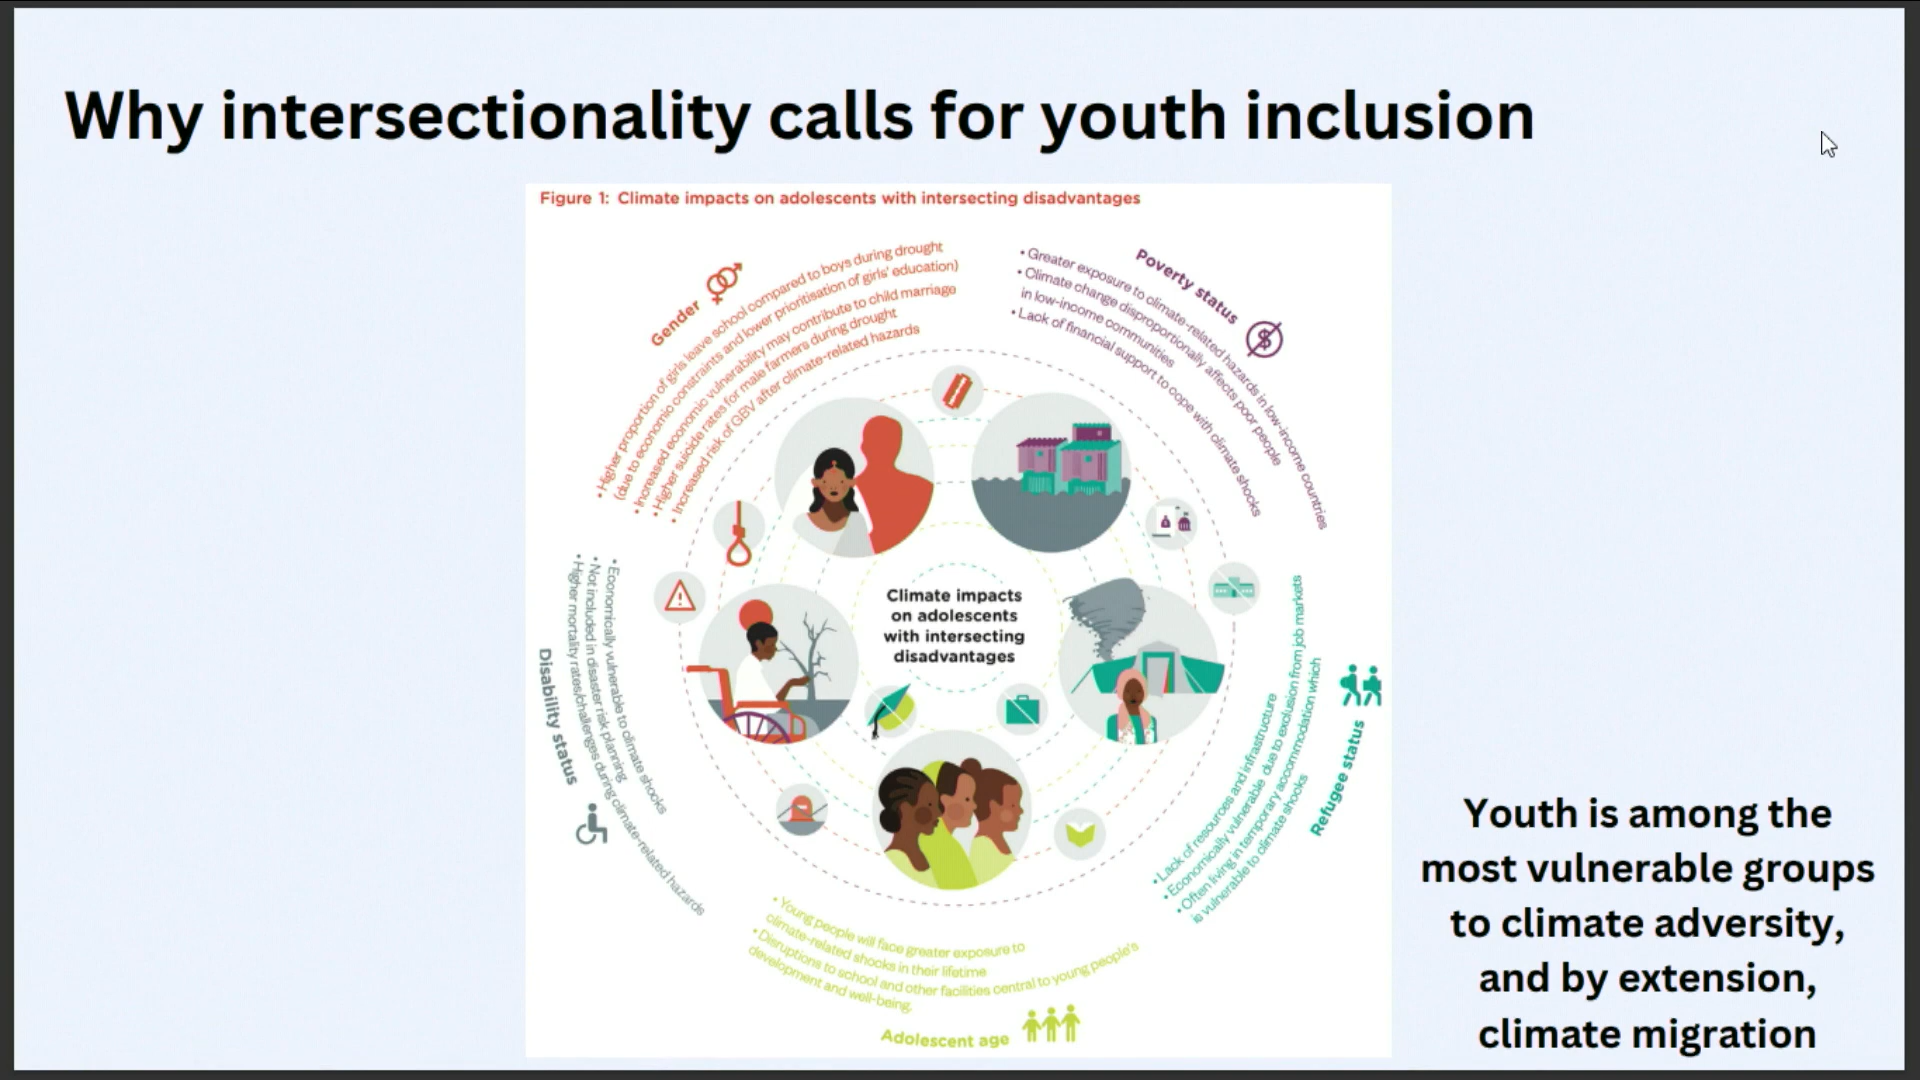 Why intersectionality calls for youth inclusion
Figure 1: Climate impacts on adolescents with intersecting disadvantages
Gender
• Higher proportion of girls leave school compared to boys during drought
(due to economic constraints and lower prioritisation of girls' education)
• Increased economic vulnerability may contribute to child marriage
• Higher suicide rates for male farmers during drought
• Increased risk of GBV after climate-related hazards
Poverty status
• Greater exposure to climate-related hazards in low-income countries
• Climate change disproportionally affects poor people
in low-income communities
• Lack of financial support to cope with climate shocks
Climate impacts
on adolescents
with intersecting
disadvantages
Disability status
• Economically vulnerable to climate shocks
• Not included in disaster risk planning
• Higher mortality rates/challenges during climate-related hazards
Refugee status
• Lack of resources and infrastructure
• Economically vulnerable due to exclusion from job markets
• Often living in temporary accommodation which
is vulnerable to climate shocks
• Young people will face greater exposure to
climate-related shocks in their lifetime
• Disruptions to school and other facilities central to young people's
development and well-being.
Adolescent age
Youth is among the
most vulnerable groups
to climate adversity,
and by extension,
climate migration